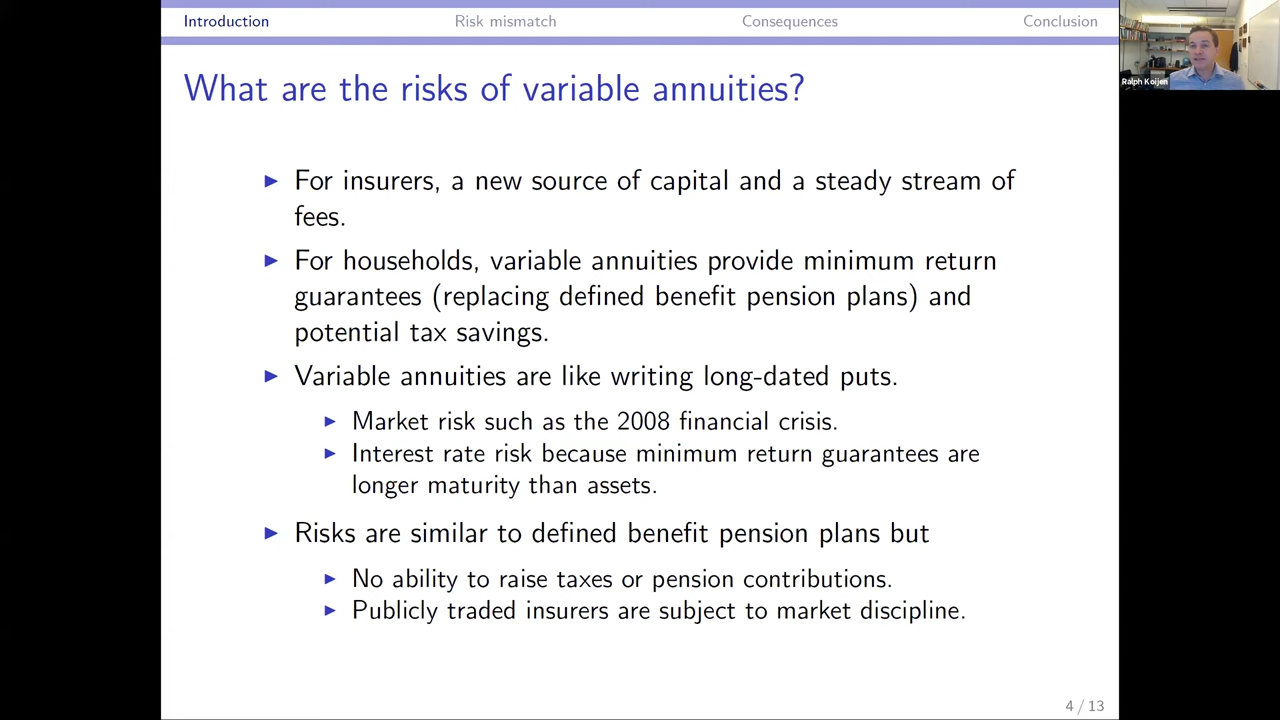 Introduction Risk mismatch Consequences Conclusion
Ralph Koijen
What are the risks of variable annuities?
▶ For insurers, a new source of capital and a steady stream of
fees.
▶ For households, variable annuities provide minimum return
guarantees (replacing defined benefit pension plans) and
potential tax savings.
▶ Variable annuities are like writing long-dated puts.
▶ Market risk such as the 2008 financial crisis.
▶ Interest rate risk because minimum return guarantees are
longer maturity than assets.
▶ Risks are similar to defined benefit pension plans but
▶ No ability to raise taxes or pension contributions.
▶ Publicly traded insurers are subject to market discipline.
4 / 13